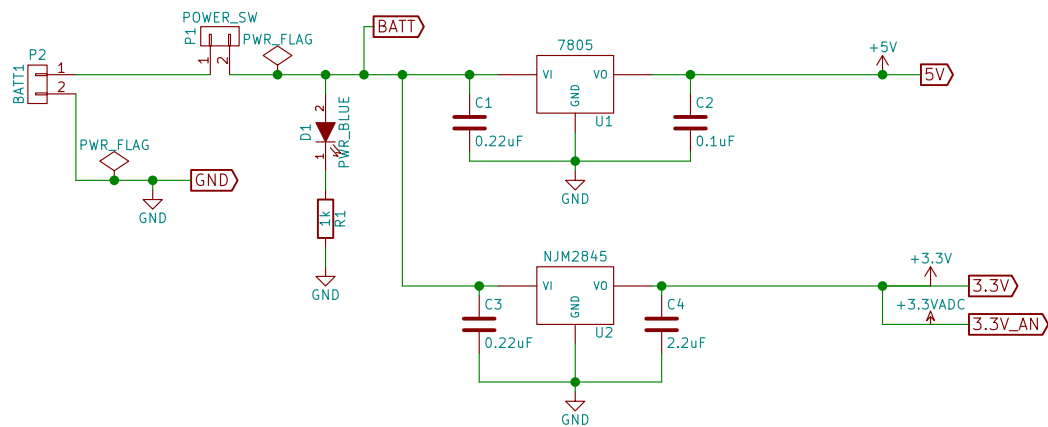 POWER_SW
P1
1
2
PWR_FLAG
BATT
P2
BATT1
1
2
PWR_FLAG
GND
GND
D1
2
1
PWR_BLUE
1k
R1
GND
7805
VI
VO
GND
U1
C1
0.22uF
C2
0.1uF
GND
+5V
5V
NJM2845
VI
VO
GND
U2
C3
0.22uF
C4
2.2uF
GND
+3.3V
3.3V
+3.3VADC
3.3V_AN